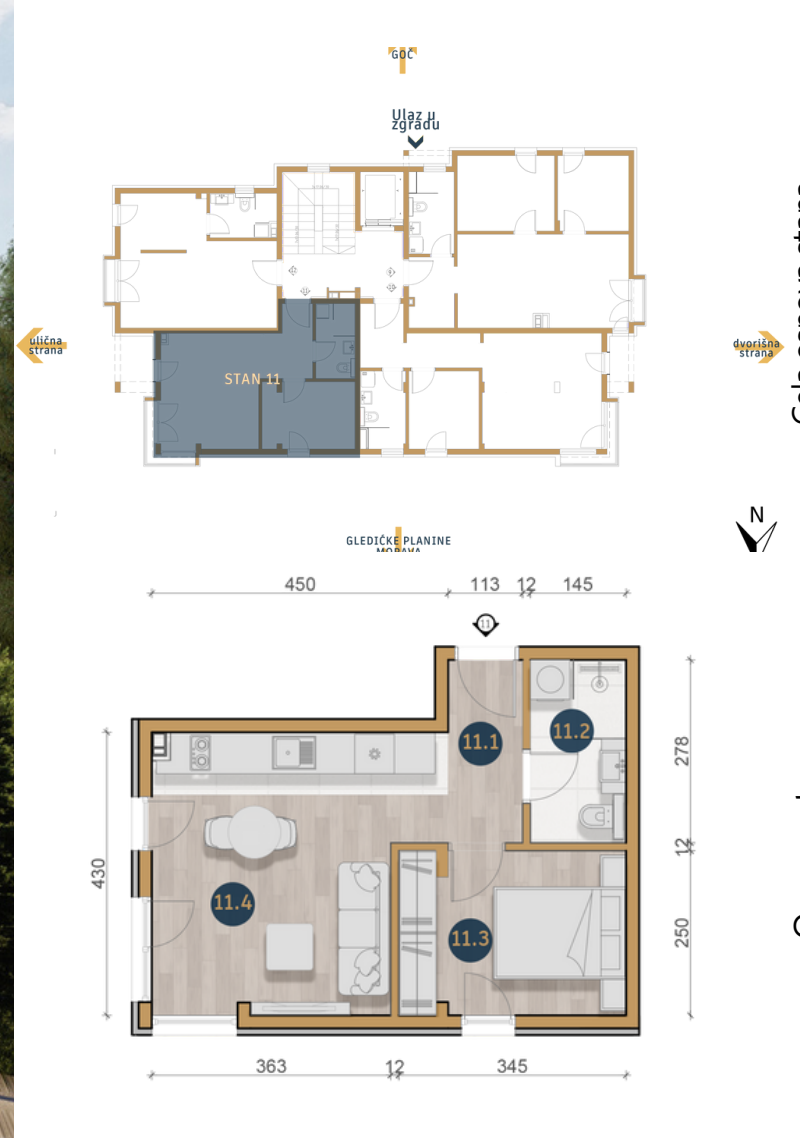 GOČ
Ulaz u
zgradu
ulična
strana
STAN 11
dvorišna
strana
N
GLEDIČKE PLANINE
MORAVA
450
113
12
145
11
11.1
11.2
278
12
430
11.4
11.3
250
363
12
345